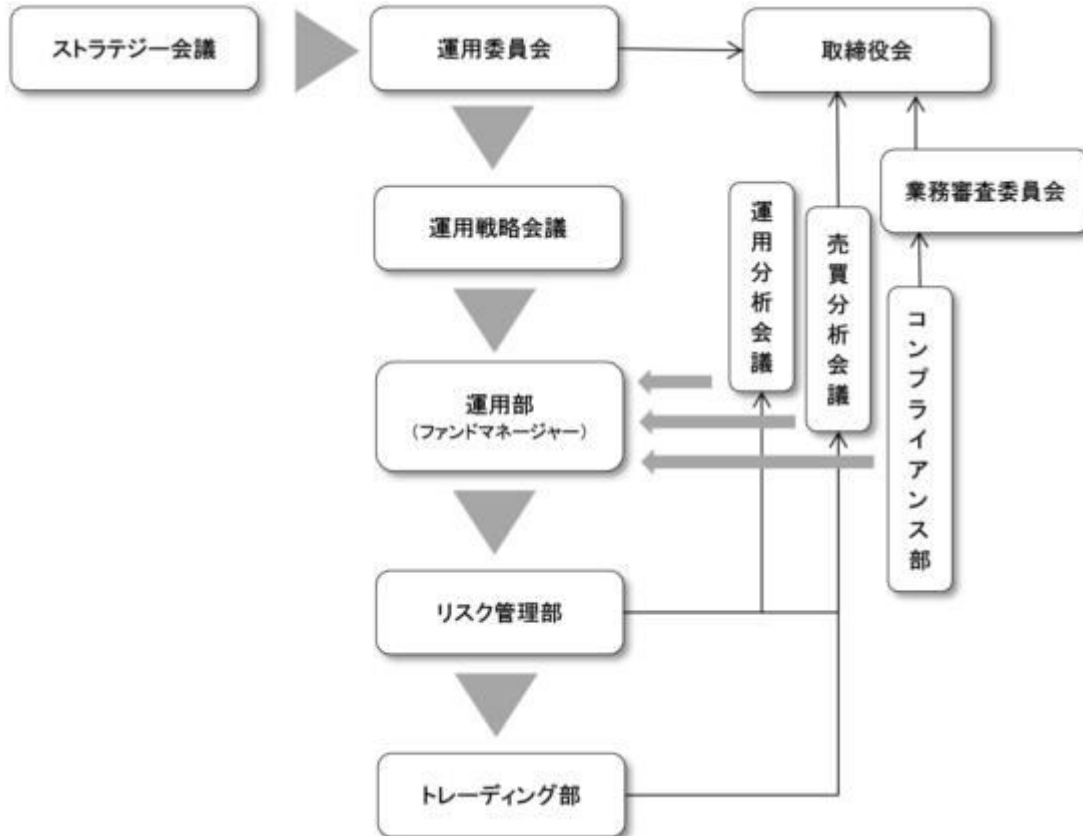 ストラテジー会議
運用委員会
取締役会
業務審査委員会
運用戦略会議
運用分析会議
売買分析会議
コンプライアンス部
運用部
(ファンドマネージャー)
リスク管理部
トレーディング部